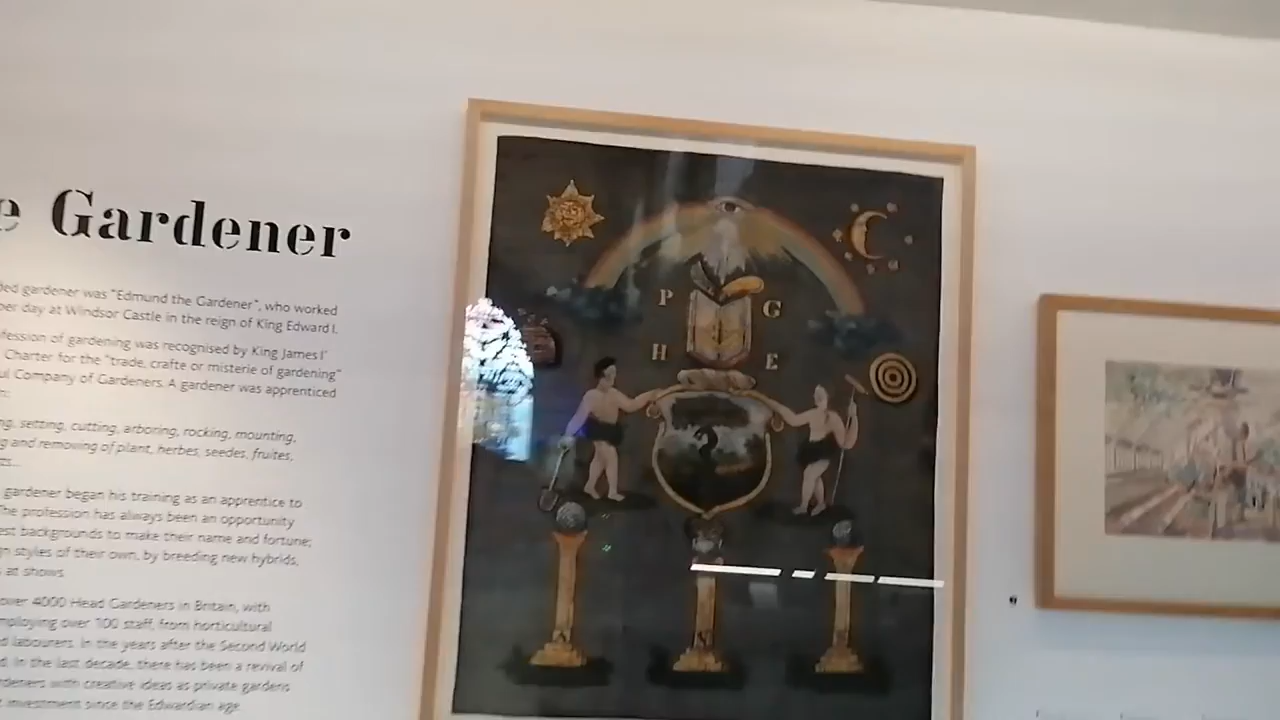 e Gardener
ded gardener was "Edmund the Gardener", who worked
per day at Windsor Castle in the reign of King Edward I.
fession of gardening was recognised by King James I'
Charter for the "trade, crafte or misterie of gardening"
ul Company of Gardeners. A gardener was apprenticed
ng, setting, cutting, arboring, rocking, mounting,
g and removing of plant, herbes, seedes, fruites,
gardener began his training as an apprentice to
The profession has always been an opportunity
est backgrounds to make their name and fortune;
gn styles of their own, by breeding new hybrids,
at shows.
over 4000 Head Gardeners in Britain, with
mploying over 100 staff, from horticultural
d labourers. In the years after the Second World
d. In the last decade, there has been a revival of
rdeners with creative ideas as private gardens
investment since the Edwardian age.
P G
H E